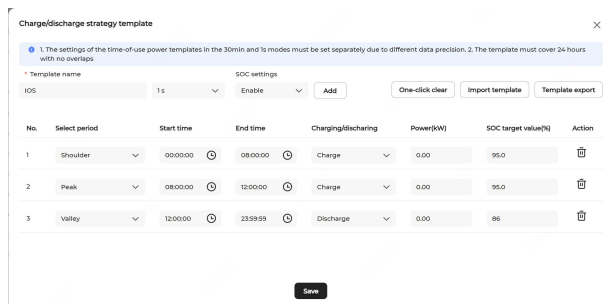 Charge/discharge strategy template
1. The settings of the time-of-use power templates in the 30min and 1s modes must be set separately due to different data precision. 2. The template must cover 24 hours
with no overlaps
* Template name SOC settings
IOS 1 s Enable Add One-click clear Import template Template export
No. Select period Start time End time Charging/discharing Power(kW) SOC target value(%) Action
1 Shoulder 00:00:00 08:00:00 Charge 0.00 95.0
2 Peak 08:00:00 12:00:00 Charge 0.00 95.0
3 Valley 12:00:00 23:59:59 Discharge 0.00 86
Save